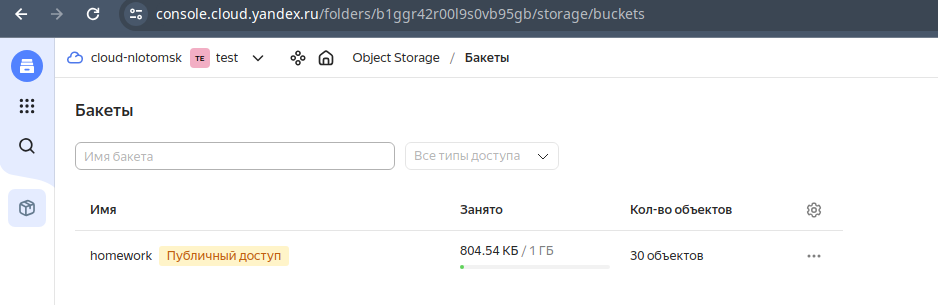 console.cloud.yandex.ru/folders/b1ggr42r00l9s0vb95gb/storage/buckets
cloud-nlotomsk TE test Object Storage / Бакеты
Бакеты
Имя бакета Все типы доступа
Имя Занято Кол-во объектов
homework Публичный доступ 804.54 КБ / 1 ГБ 30 объектов